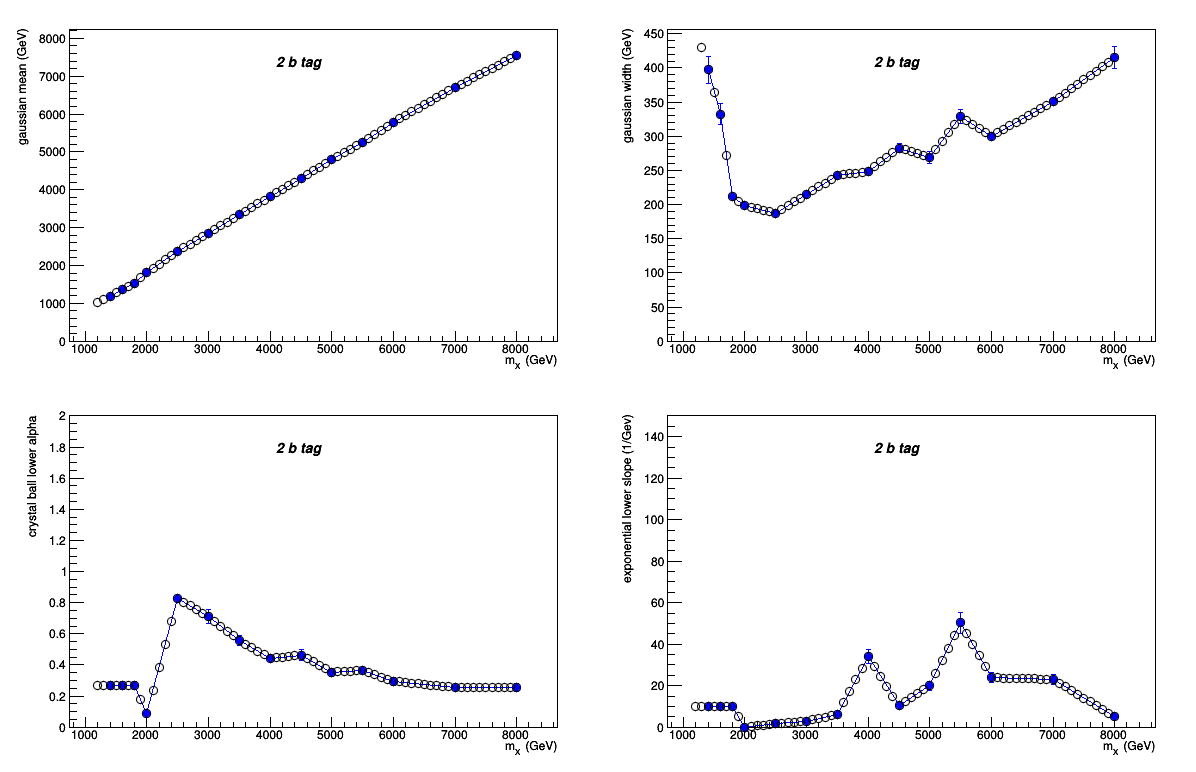 gaussian mean (GeV)
2 b tag
8000
7000
6000
5000
4000
3000
2000
1000
0
1000 2000 3000 4000 5000 6000 7000 8000
m_x (GeV)
gaussian width (GeV)
2 b tag
450
400
350
300
250
200
150
100
50
0
1000 2000 3000 4000 5000 6000 7000 8000
m_x (GeV)
crystal ball lower alpha
2 b tag
2
1.8
1.6
1.4
1.2
1
0.8
0.6
0.4
0.2
0
1000 2000 3000 4000 5000 6000 7000 8000
m_x (GeV)
exponential lower slope (1/Gev)
2 b tag
140
120
100
80
60
40
20
0
1000 2000 3000 4000 5000 6000 7000 8000
m_x (GeV)